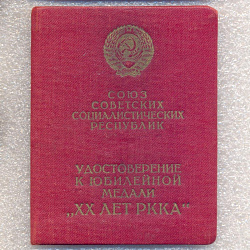 СОЮЗ
СОВЕТСКИХ
СОЦИАЛИСТИЧЕСКИХ
РЕСПУБЛИК
УДОСТОВЕРЕНИЕ
К ЮБИЛЕЙНОЙ
МЕДАЛИ
„XX ЛЕТ РККА“